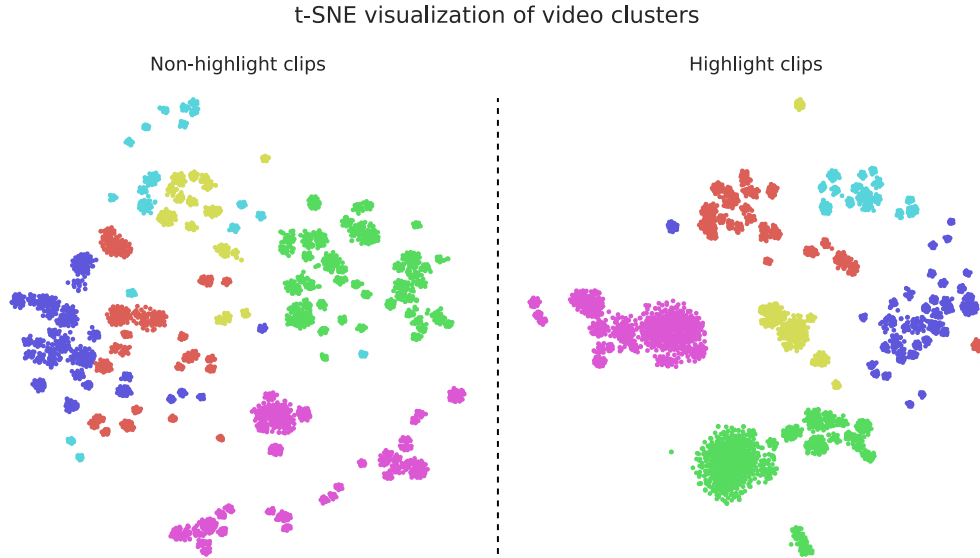 t-SNE visualization of video clusters
Non-highlight clips
Highlight clips